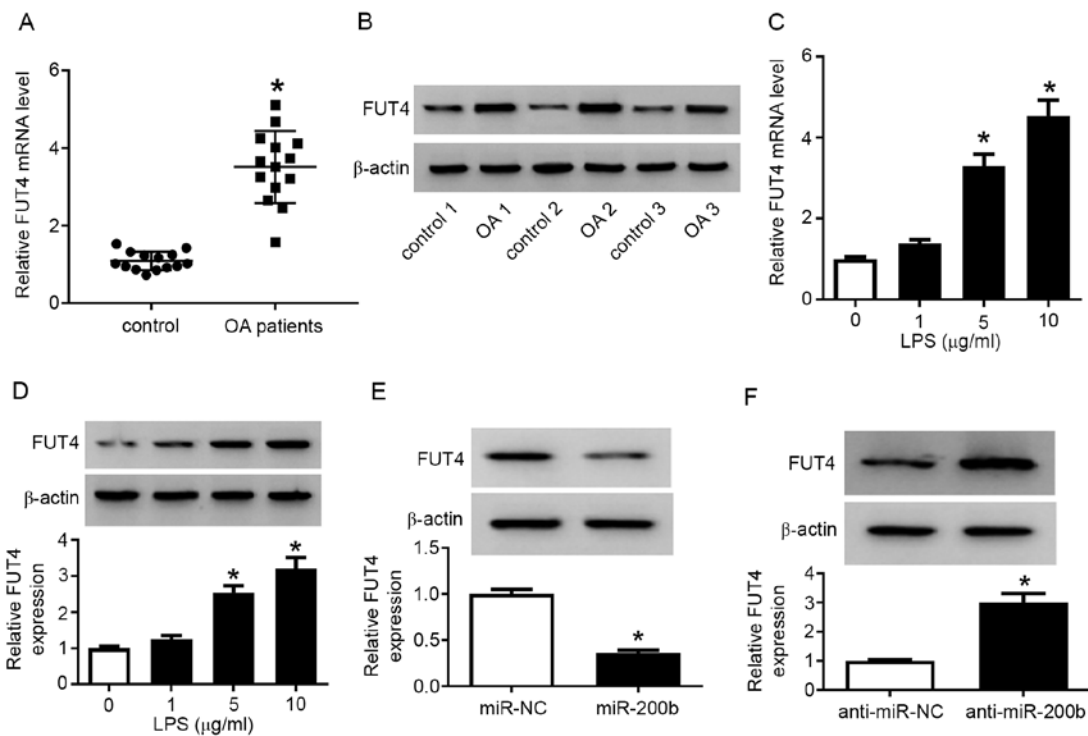 A
Relative FUT4 mRNA level
6
4
2
0
*
control
OA patients
B
FUT4
β-actin
control 1
OA 1
control 2
OA 2
control 3
OA 3
C
Relative FUT4 mRNA level
6
4
2
0
*
*
0
1
5
10
LPS (μg/ml)
D
FUT4
β-actin
Relative FUT4
expression
4
3
2
1
0
*
*
0
1
5
10
LPS (μg/ml)
E
FUT4
β-actin
Relative FUT4
expression
1.5
1.0
0.5
0.0
*
miR-NC
miR-200b
F
FUT4
β-actin
Relative FUT4
expression
4
3
2
1
0
*
anti-miR-NC
anti-miR-200b